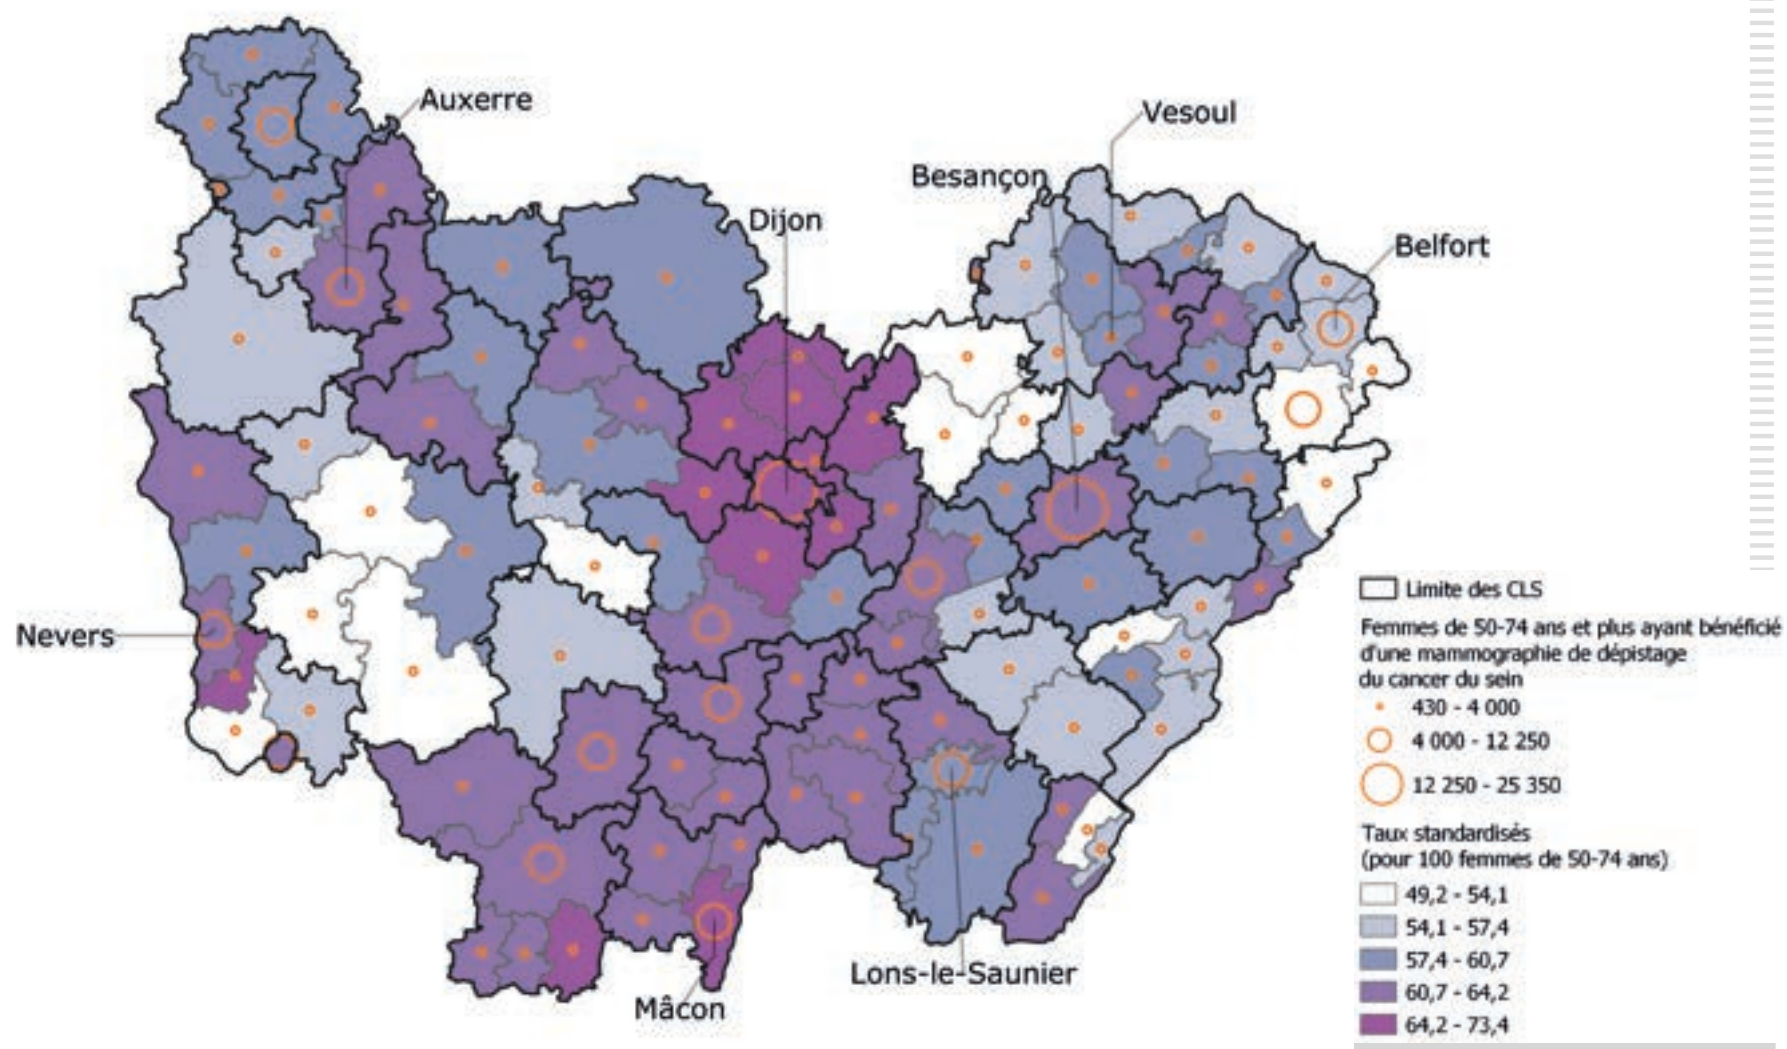 Auxerre
Vesoul
Besançon
Dijon
Belfort
Nevers
Lons-le-Saunier
Mâcon
Limite des CLS
Femmes de 50-74 ans et plus ayant bénéficié
d'une mammographie de dépistage
du cancer du sein
430 - 4 000
4 000 - 12 250
12 250 - 25 350
Taux standardisés
(pour 100 femmes de 50-74 ans)
49,2 - 54,1
54,1 - 57,4
57,4 - 60,7
60,7 - 64,2
64,2 - 73,4